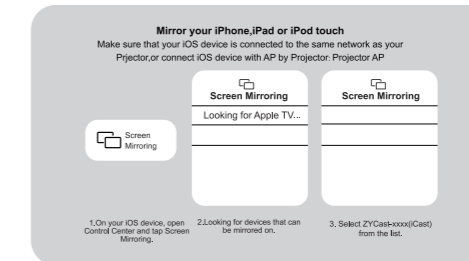 Mirror your iPhone,iPad or iPod touch
Make sure that your iOS device is connected to the same network as your
Prjector,or connect iOS device with AP by Projector: Projector AP
Screen
Mirroring
Screen Mirroring
Looking for Apple TV...
Screen Mirroring
1,On your iOS device, open
Control Center and tap Screen
Mirroring.
2.Looking for devices that can
be mirrored on.
3. Select ZYCast-xxxx(iCast)
from the list.